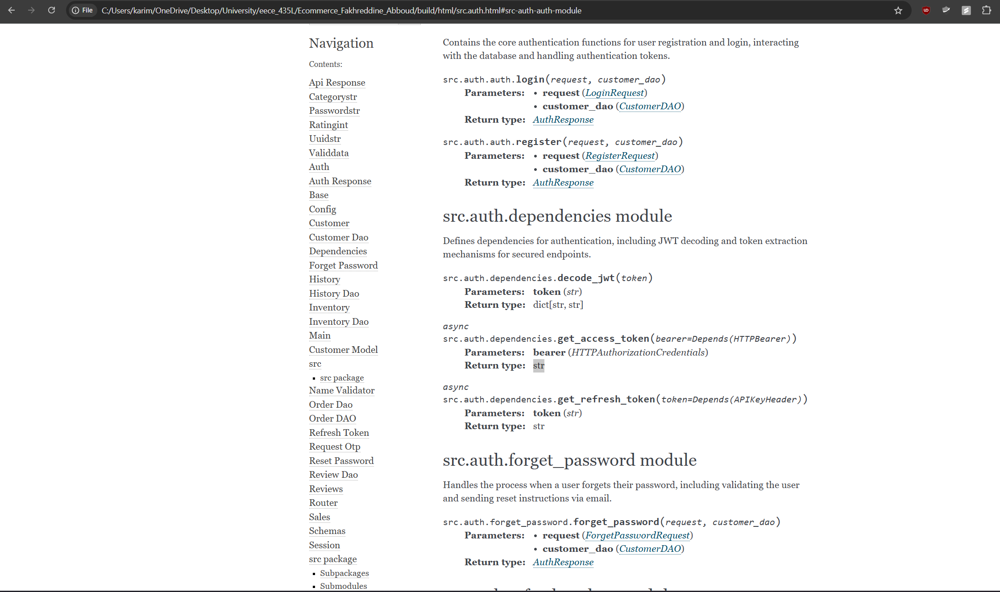 File
C:/Users/karim/OneDrive/Desktop/University/eece_435L/Ecommerce_Fakhreddine_Abboud/build/html/src.auth.html#src-auth-auth-module
Navigation
Contents:
Api Response
Categorystr
Passwordstr
Ratingint
Uuidstr
Validdata
Auth
Auth Response
Base
Config
Customer
Customer Dao
Dependencies
Forget Password
History
History Dao
Inventory
Inventory Dao
Main
Customer Model
src
▪ src package
Name Validator
Order Dao
Order DAO
Refresh Token
Request Otp
Reset Password
Review Dao
Reviews
Router
Sales
Schemas
Session
src package
▪ Subpackages
▪ Submodules
Contains the core authentication functions for user registration and login, interacting
with the database and handling authentication tokens.
src.auth.auth.login(request, customer_dao)
Parameters: • request (LoginRequest)
• customer_dao (CustomerDAO)
Return type: AuthResponse
src.auth.auth.register(request, customer_dao)
Parameters: • request (RegisterRequest)
• customer_dao (CustomerDAO)
Return type: AuthResponse
src.auth.dependencies module
Defines dependencies for authentication, including JWT decoding and token extraction
mechanisms for secured endpoints.
src.auth.dependencies.decode_jwt(token)
Parameters: token (str)
Return type: dict[str, str]
async
src.auth.dependencies.get_access_token(bearer=Depends(HTTPBearer))
Parameters: bearer (HTTPAuthorizationCredentials)
Return type: str
async
src.auth.dependencies.get_refresh_token(token=Depends(APIKeyHeader))
Parameters: token (str)
Return type: str
src.auth.forget_password module
Handles the process when a user forgets their password, including validating the user
and sending reset instructions via email.
src.auth.forget_password.forget_password(request, customer_dao)
Parameters: • request (ForgetPasswordRequest)
• customer_dao (CustomerDAO)
Return type: AuthResponse